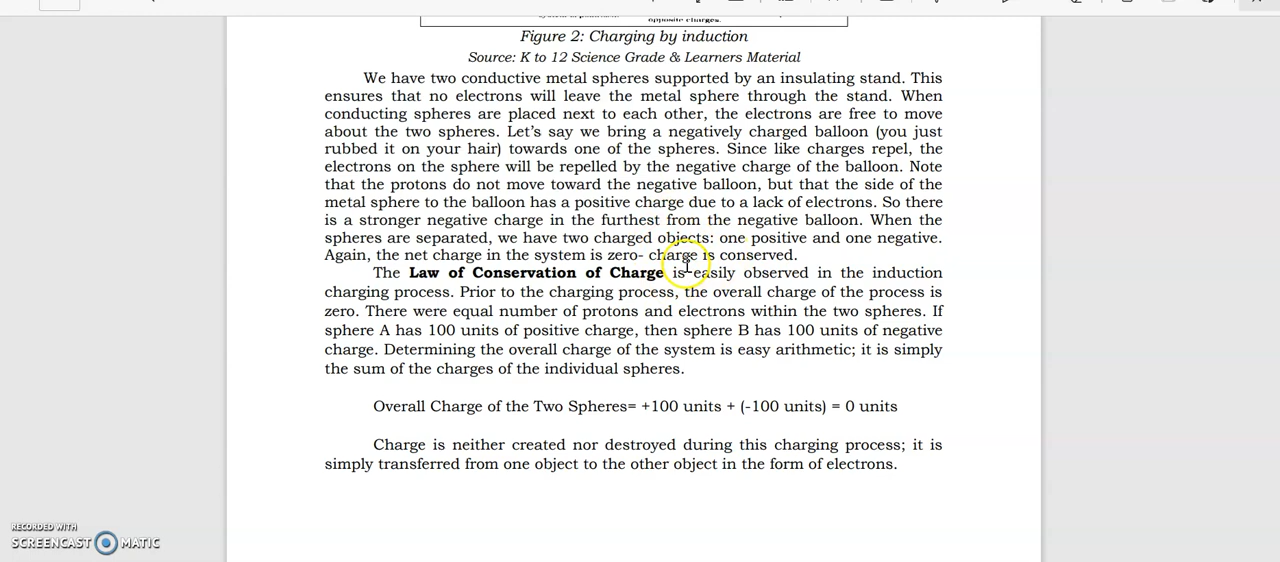 opposite charges.
Figure 2: Charging by induction
Source: K to 12 Science Grade & Learners Material
We have two conductive metal spheres supported by an insulating stand. This
ensures that no electrons will leave the metal sphere through the stand. When
conducting spheres are placed next to each other, the electrons are free to move
about the two spheres. Let's say we bring a negatively charged balloon (you just
rubbed it on your hair) towards one of the spheres. Since like charges repel, the
electrons on the sphere will be repelled by the negative charge of the balloon. Note
that the protons do not move toward the negative balloon, but that the side of the
metal sphere to the balloon has a positive charge due to a lack of electrons. So there
is a stronger negative charge in the furthest from the negative balloon. When the
spheres are separated, we have two charged objects: one positive and one negative.
Again, the net charge in the system is zero- charge is conserved.
The Law of Conservation of Charge is easily observed in the induction
charging process. Prior to the charging process, the overall charge of the process is
zero. There were equal number of protons and electrons within the two spheres. If
sphere A has 100 units of positive charge, then sphere B has 100 units of negative
charge. Determining the overall charge of the system is easy arithmetic; it is simply
the sum of the charges of the individual spheres.
Overall Charge of the Two Spheres= +100 units + (-100 units) = 0 units
Charge is neither created nor destroyed during this charging process; it is
simply transferred from one object to the other object in the form of electrons.
RECORDED WITH
SCREENCAST MATIC